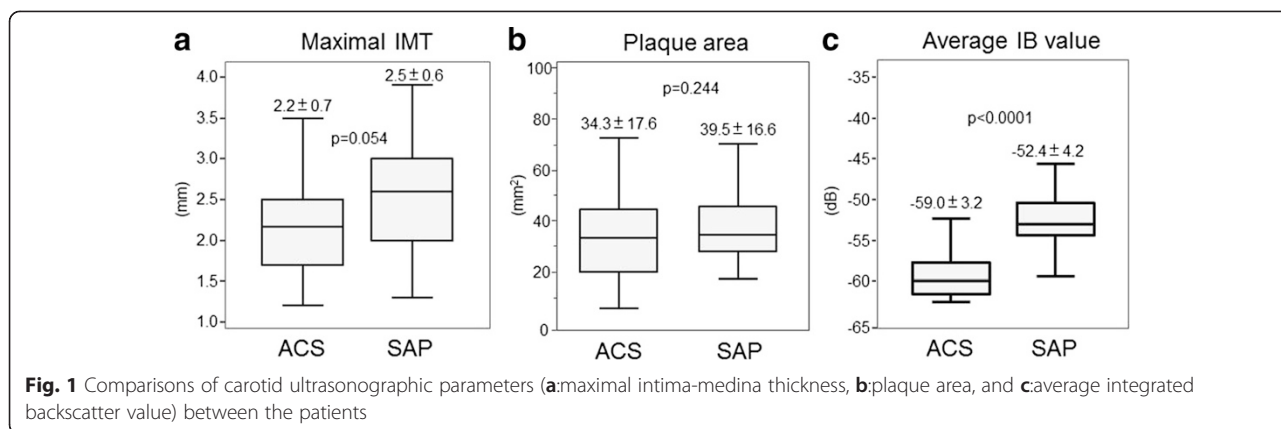 a Maximal IMT
4.0
3.5
3.0
2.5
2.0
1.5
1.0
(mm)
2.2±0.7
2.5±0.6
p=0.054
ACS SAP
b Plaque area
100
80
60
40
20
0
(mm²)
p=0.244
34.3±17.6
39.5±16.6
ACS SAP
c Average IB value
-35
-40
-45
-50
-55
-60
-65
(dB)
p<0.0001
-59.0±3.2
-52.4±4.2
ACS SAP
Fig. 1 Comparisons of carotid ultrasonographic parameters (a:maximal intima-medina thickness, b:plaque area, and c:average integrated
backscatter value) between the patients